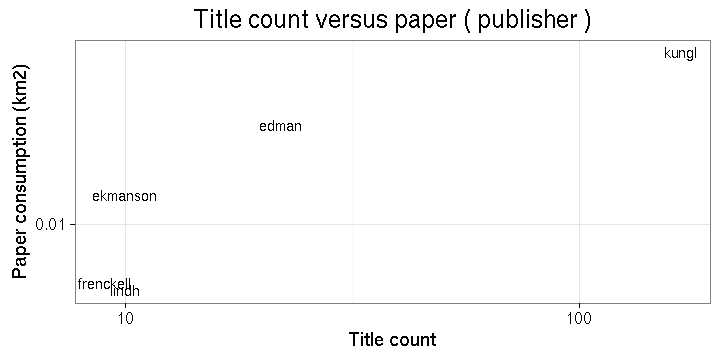 Title count versus paper ( publisher )
kungl
edman
ekmanson
0.01
Paper consumption (km2)
frenckell
lindh
10
100
Title count